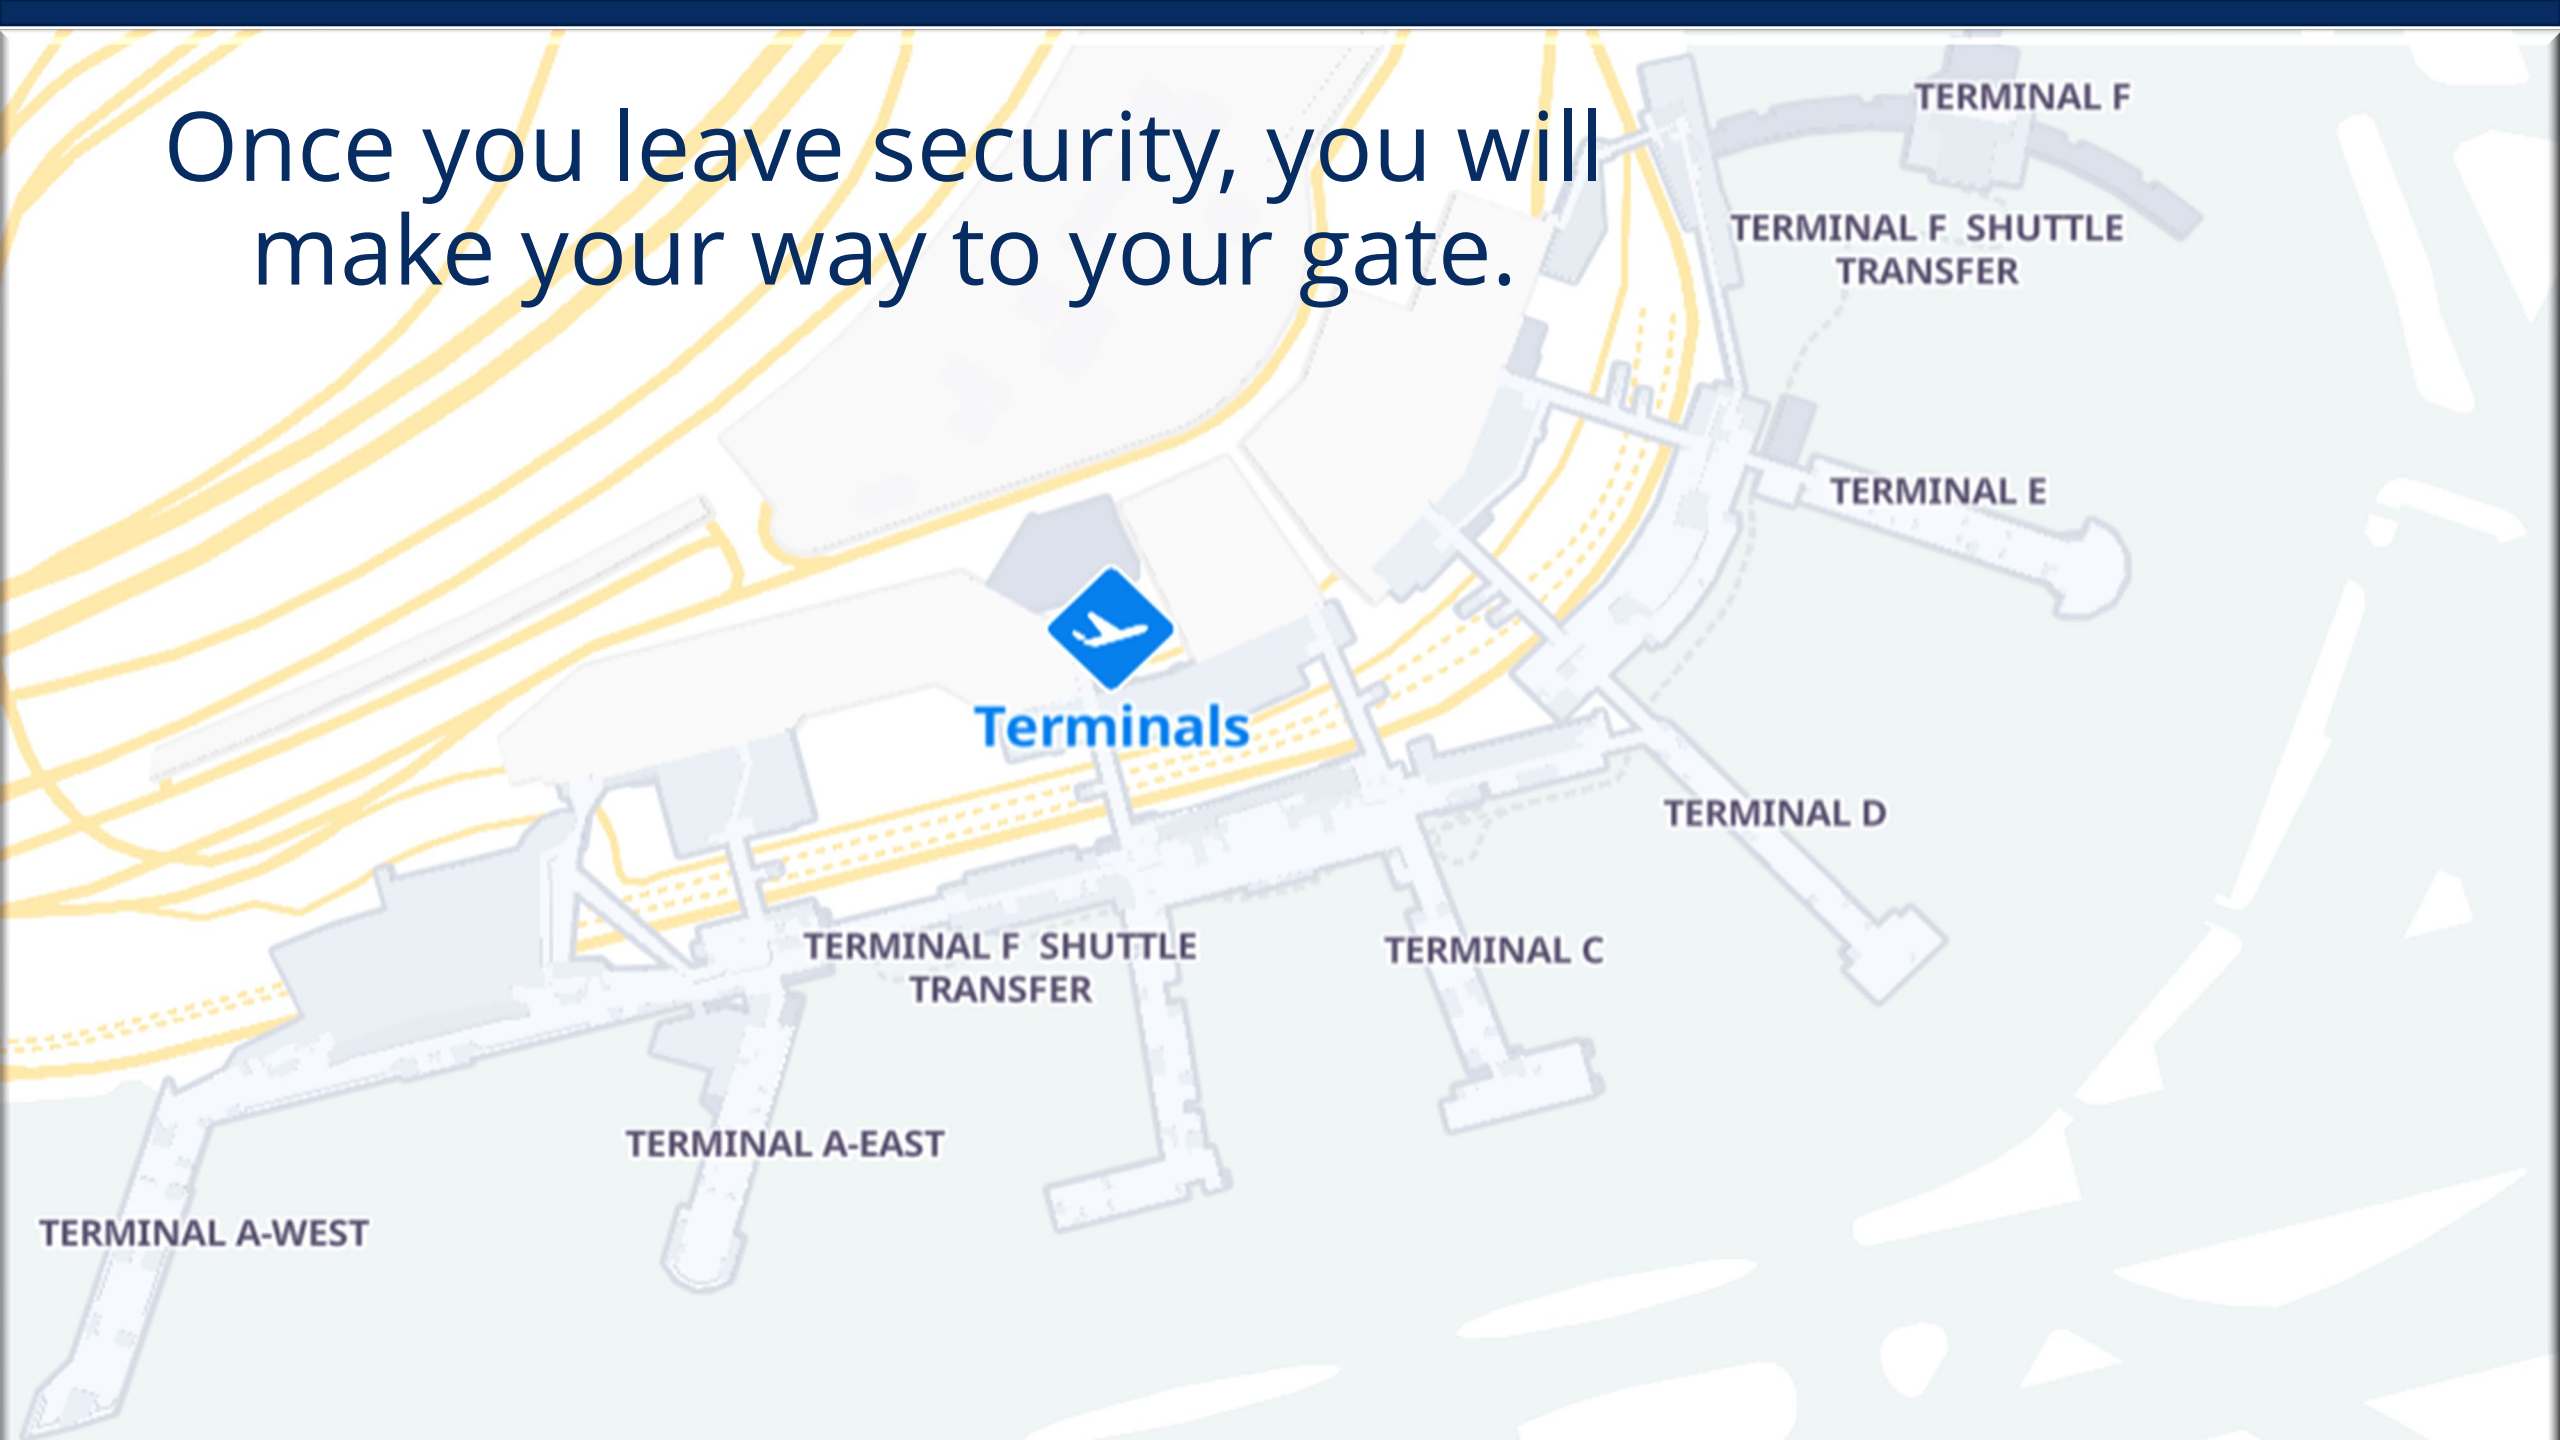 Once you leave security, you will
make your way to your gate.
TERMINAL F
TERMINAL F  SHUTTLE
TRANSFER
TERMINAL E
Terminals
TERMINAL D
TERMINAL F  SHUTTLE
TRANSFER
TERMINAL C
TERMINAL A-EAST
TERMINAL A-WEST